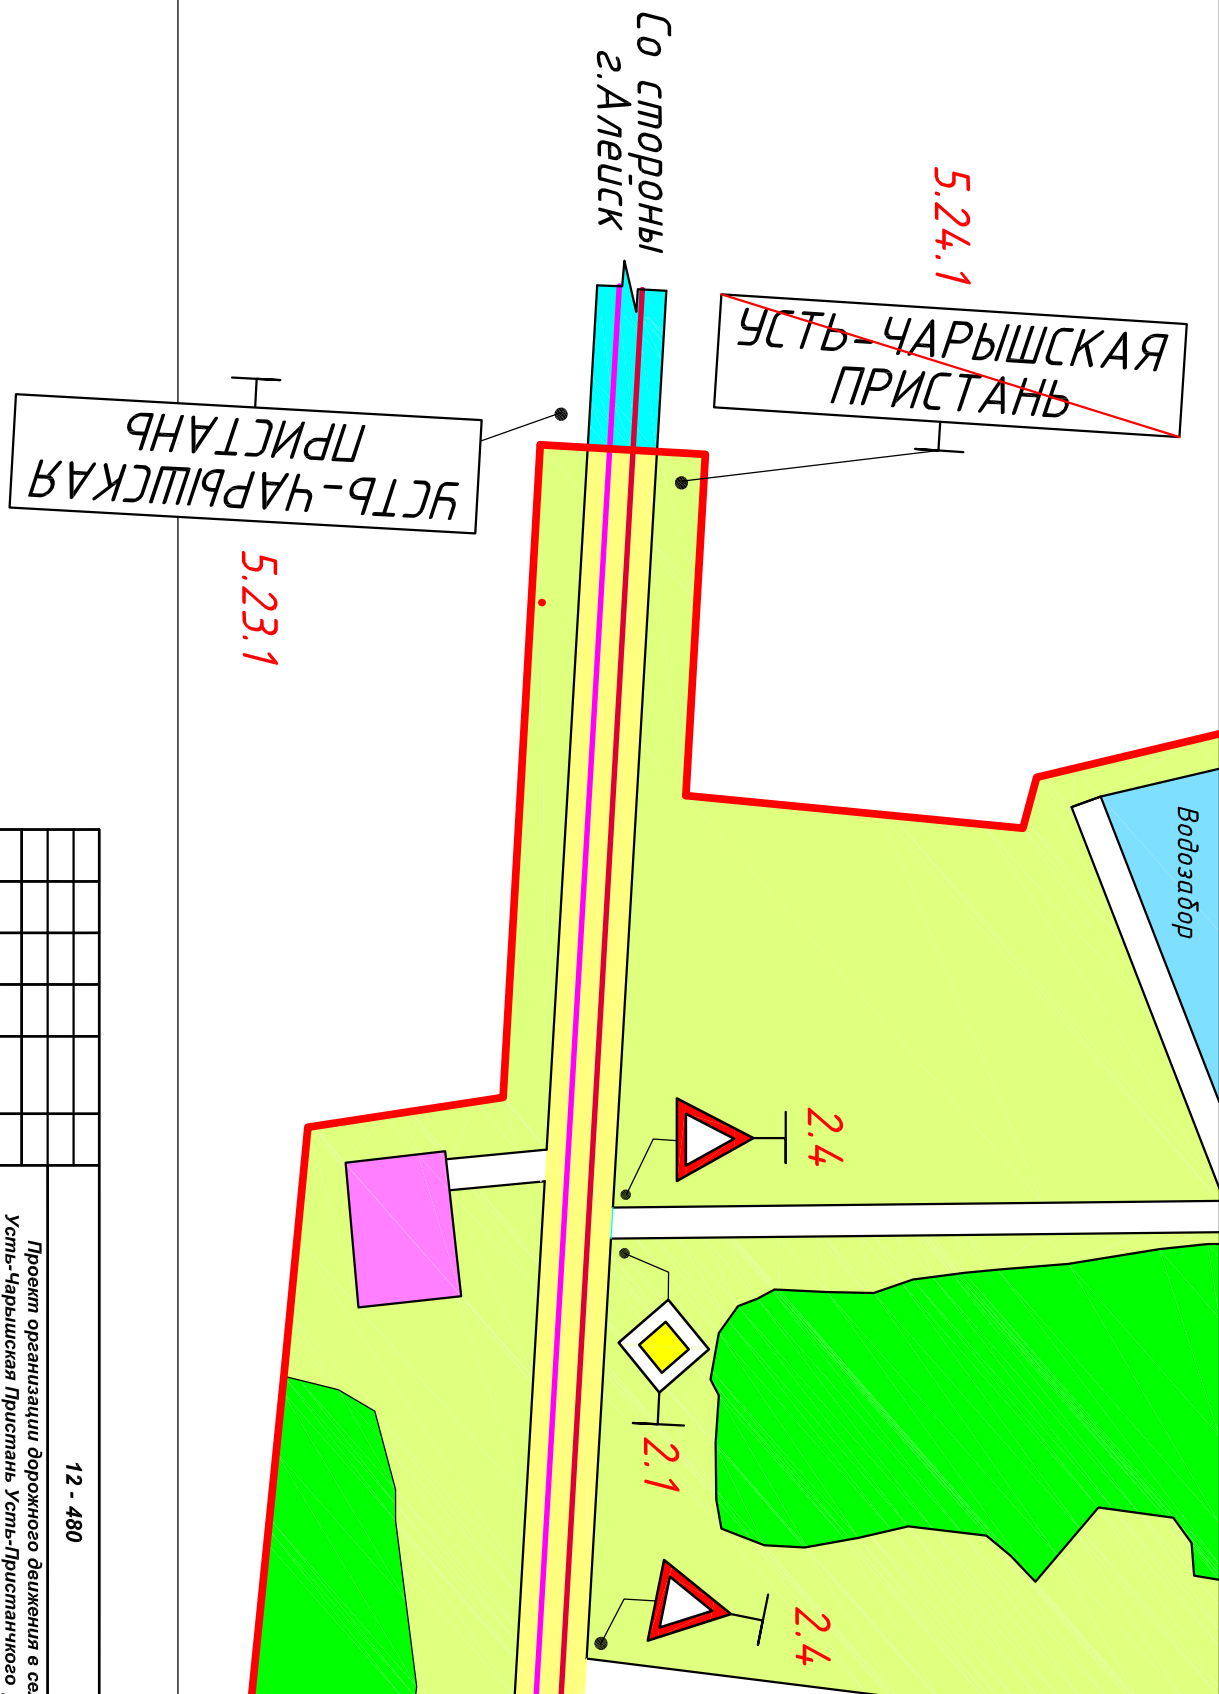 Со стороны
г.Алейск
5.24.1
УСТЬ-ЧАРЫШСКАЯ
ПРИСТАНЬ
УСТЬ-ЧАРЫШСКАЯ
ПРИСТАНЬ
5.23.1
Водозабор
2.4
2.1
2.4
12 - 480
Проект организации дорожного движения в се
Усть-Чарышская Пристань Усть-Пристанчкого